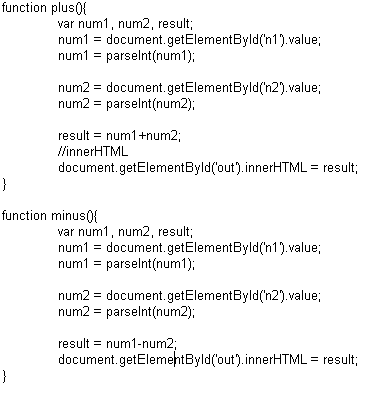 function plus(){
var num1, num2, result;
num1 = document.getElementById('n1').value;
num1 = parseInt(num1);
num2 = document.getElementById('n2').value;
num2 = parseInt(num2);
result = num1+num2;
//innerHTML
document.getElementById('out').innerHTML = result;
}
function minus(){
var num1, num2, result;
num1 = document.getElementById('n1').value;
num1 = parseInt(num1);
num2 = document.getElementById('n2').value;
num2 = parseInt(num2);
result = num1-num2;
document.getElementById('out').innerHTML = result;
}